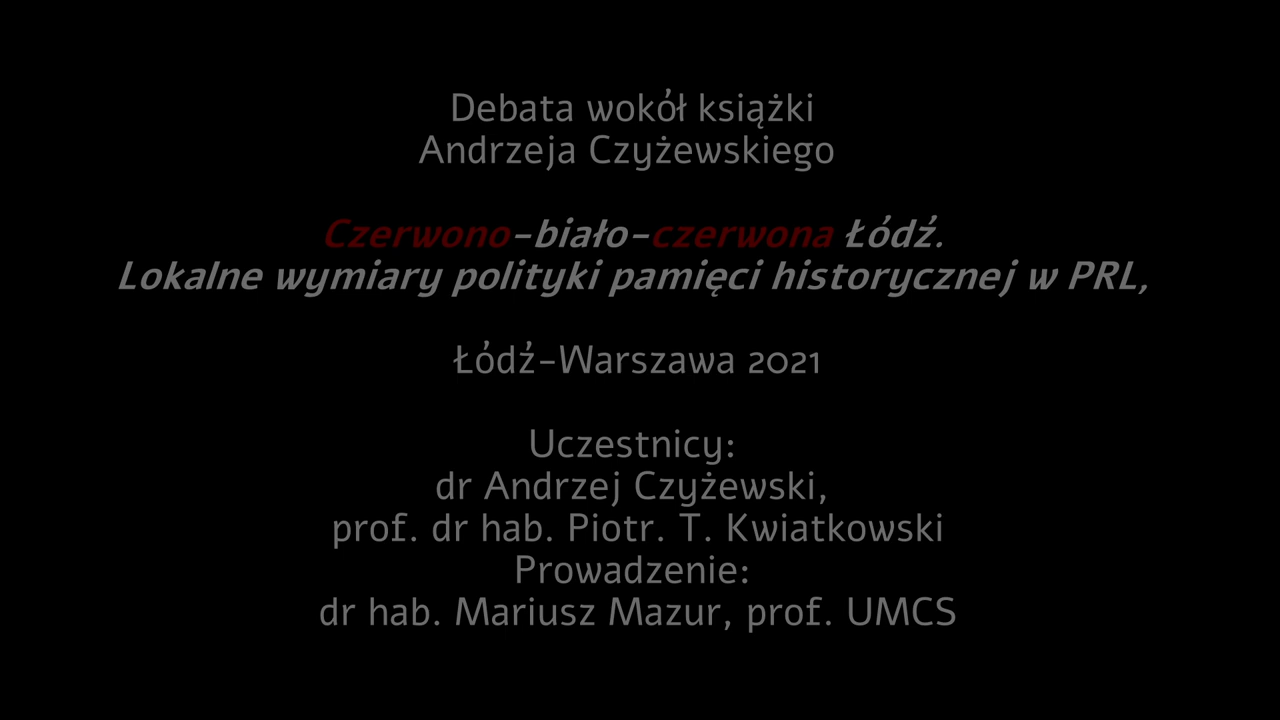 Debata wokół książki
Andrzeja Czyżewskiego
Czerwono-biało-czerwona Łódź.
Lokalne wymiary polityki pamięci historycznej w PRL,
Łódź-Warszawa 2021
Uczestnicy:
dr Andrzej Czyżewski,
prof. dr hab. Piotr. T. Kwiatkowski
Prowadzenie:
dr hab. Mariusz Mazur, prof. UMCS